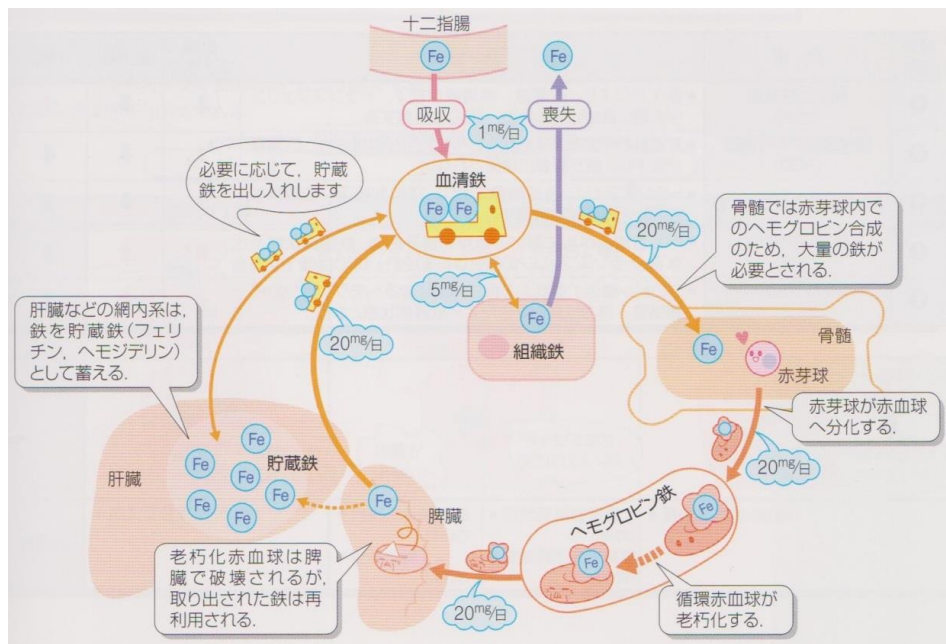 十二指腸
Fe
Fe
吸収
1mg/日
喪失
必要に応じて，貯蔵
鉄を出し入れします
血清鉄
Fe Fe
20mg/日
骨髄では赤芽球内で
のヘモグロビン合成
のため，大量の鉄が
必要とされる．
5mg/日
Fe
組織鉄
20mg/日
肝臓などの網内系は，
鉄を貯蔵鉄（フェリ
チン，ヘモジデリン）
として蓄える．
Fe
骨髄
赤芽球
赤芽球が赤血球
へ分化する．
20mg/日
肝臓
貯蔵鉄
Fe
Fe
Fe
Fe
Fe
Fe
Fe
脾臓
ヘモグロビン鉄
Fe
Fe
老朽化赤血球は脾
臓で破壊されるが，
取り出された鉄は再
利用される．
20mg/日
循環赤血球が
老朽化する．